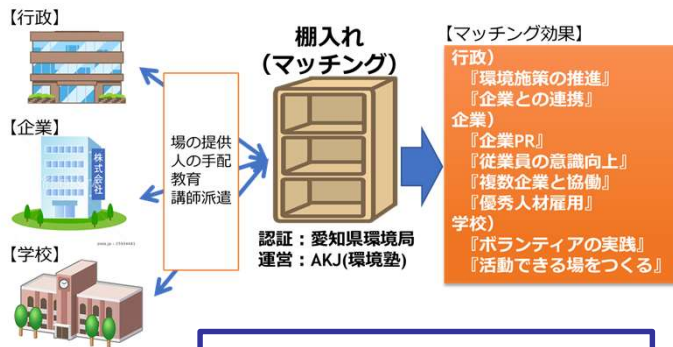 【行政】
【企業】
株式会社
【学校】
場の提供
人の手配
教育
講師派遣
棚入れ
(マッチング)
認証:愛知県環境局
運営:AKJ(環境塾)
【マッチング効果】
行政)
『環境施策の推進』
『企業との連携』
企業)
『企業PR』
『従業員の意識向上』
『複数企業と協働』
『優秀人材雇用』
学校)
『ボランティアの実践』
『活動できる場をつくる』